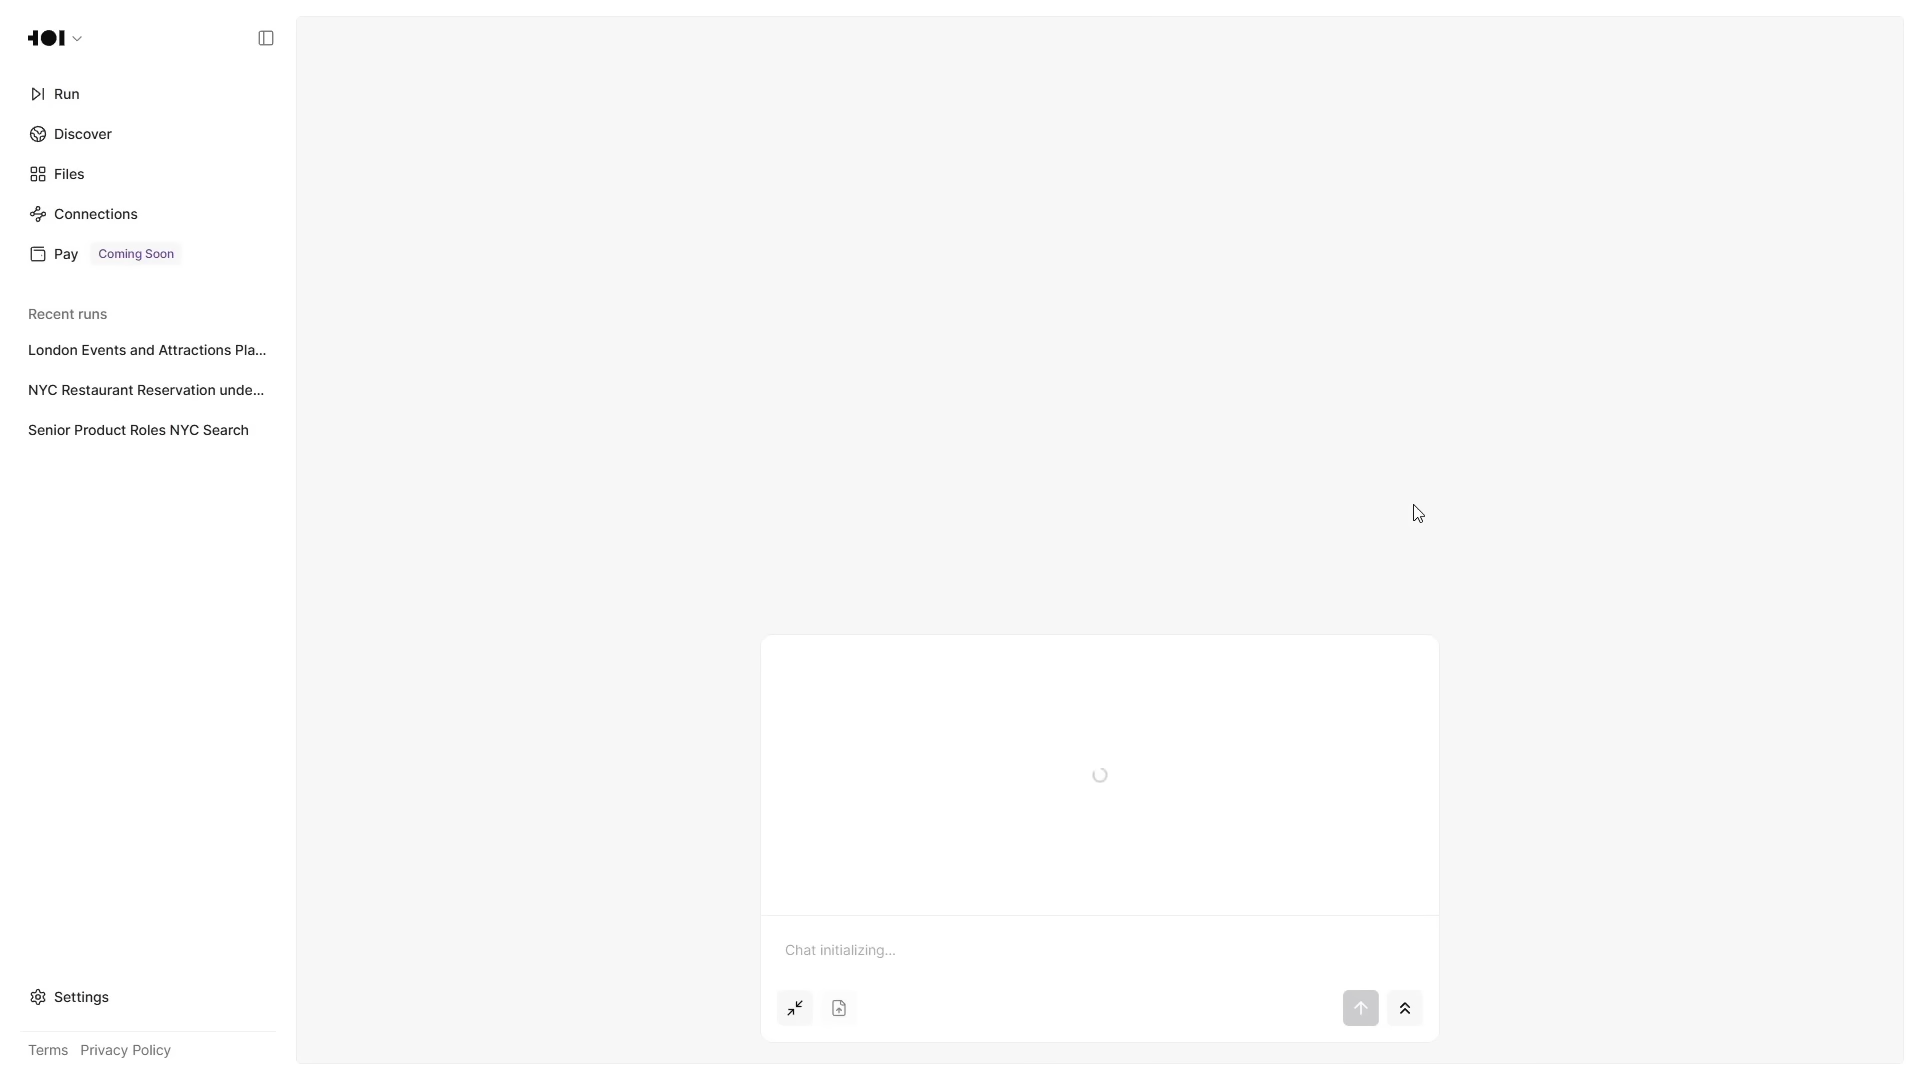 Run
Discover
Files
Connections
Pay Coming Soon
Recent runs
London Events and Attractions Pla...
NYC Restaurant Reservation unde...
Senior Product Roles NYC Search
Chat initializing...
Settings
Terms Privacy Policy